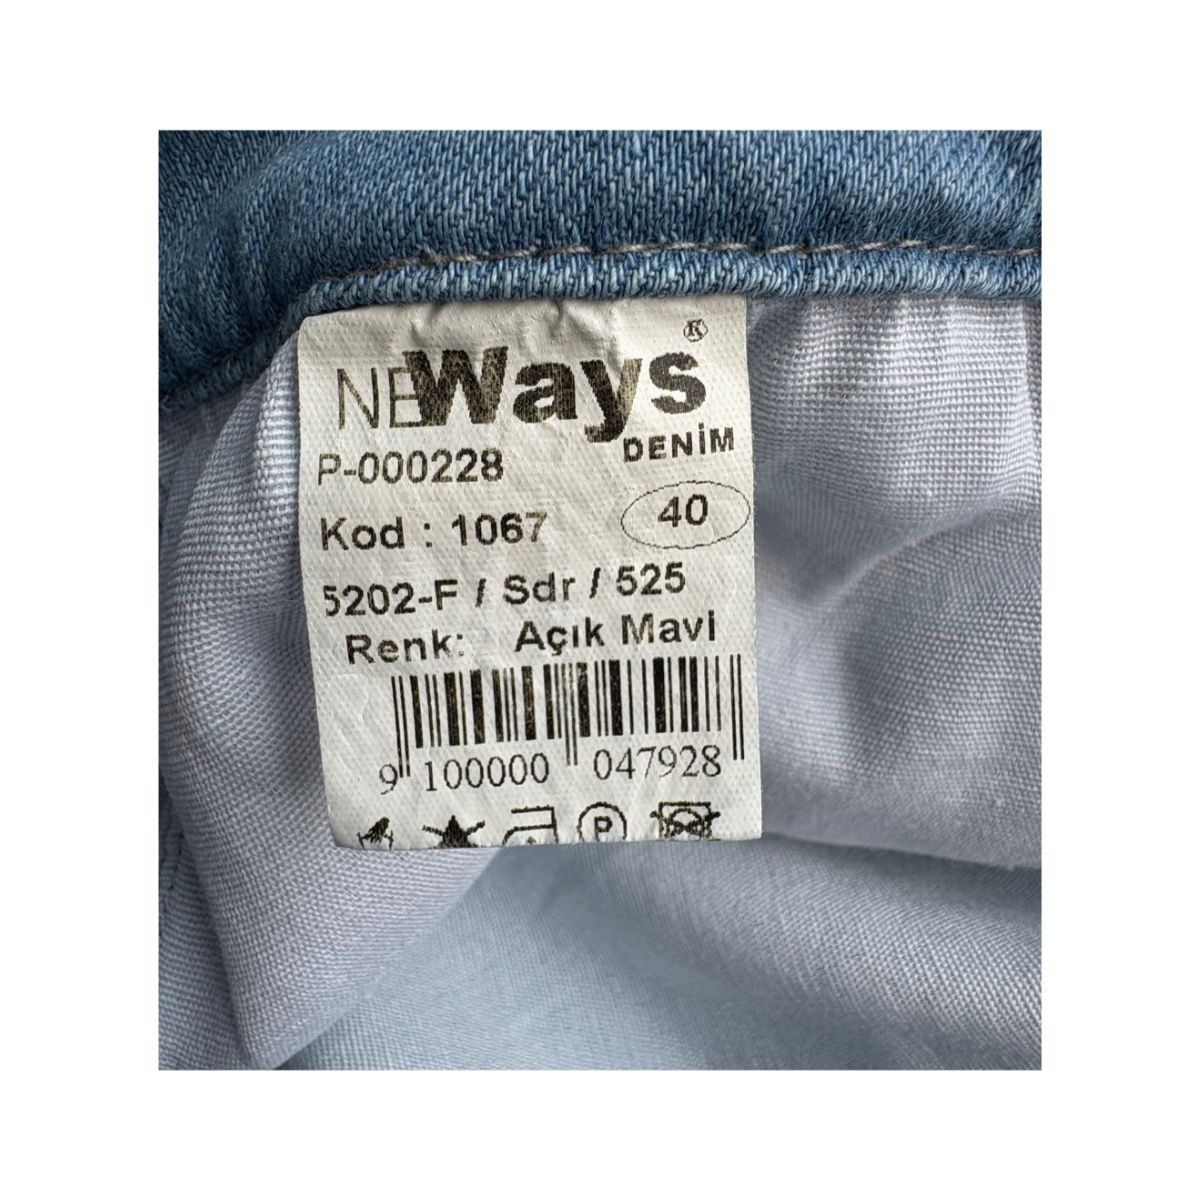 NEWays ®
DENİM
P-000228
Kod : 1067
40
5202-F / Sdr / 525
Renk: Açık Mavi
9 100000 047928
P